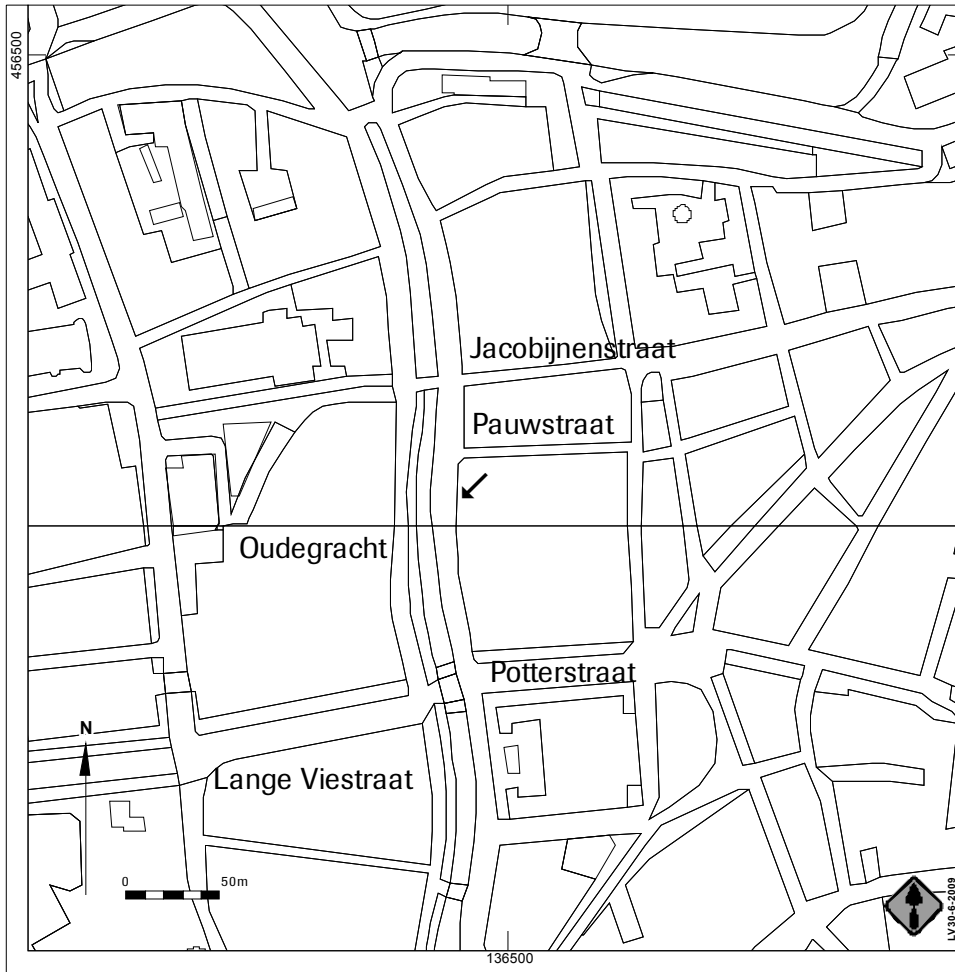 456500
Jacobijnenstraat
Pauwstraat
Oudegracht
Potterstraat
N
Lange Viestraat
0 50m
LV30-6-2009
136500